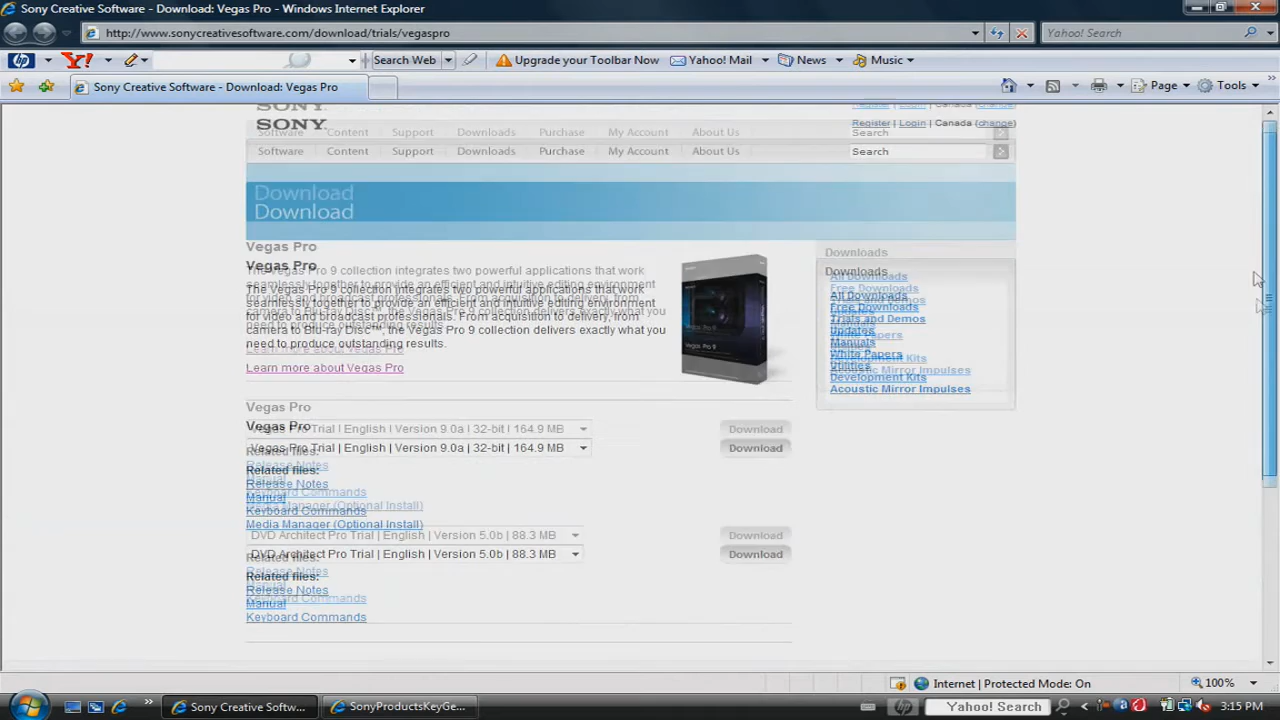 Sony Creative Software - Download: Vegas Pro - Windows Internet Explorer
http://www.sonycreativesoftware.com/download/trials/vegaspro
Yahoo! Search
hp Y! Search Web Upgrade your Toolbar Now Yahoo! Mail News Music
Sony Creative Software - Download: Vegas Pro
Page Tools
SONY
Register | Login | Canada (change)
Software Content Support Downloads Purchase My Account About Us Search
Download
Vegas Pro
The Vegas Pro 9 collection integrates two powerful applications that work
seamlessly together to provide an efficient and intuitive editing environment
for video and broadcast professionals. From acquisition to delivery, from
camera to Blu-ray Disc™, the Vegas Pro 9 collection delivers exactly what you
need to produce outstanding results.
Learn more about Vegas Pro
Downloads
All Downloads
Free Downloads
Trials and Demos
Updates
Manuals
White Papers
Utilities
Development Kits
Acoustic Mirror Impulses
Vegas Pro
Vegas Pro Trial | English | Version 9.0a | 32-bit | 164.9 MB Download
Related files:
Release Notes
Manual
Keyboard Commands
Media Manager (Optional Install)
DVD Architect Pro Trial | English | Version 5.0b | 88.3 MB Download
Related files:
Release Notes
Manual
Keyboard Commands
Internet | Protected Mode: On 100%
Sony Creative Softw... SonyProductsKeyGe... hp Yahoo! Search 3:15 PM